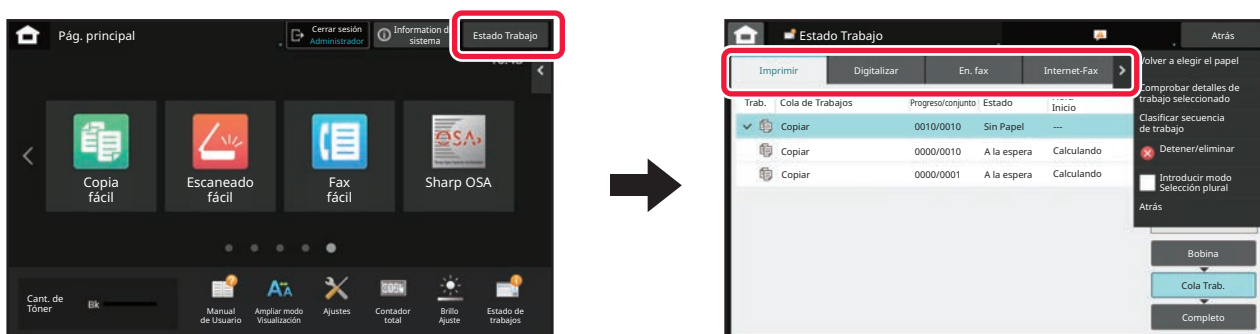 Pág. principal
Cerrar sesión
Administrador
Information d
sistema
Estado Trabajo
Copia
fácil
Escaneado
fácil
Fax
fácil
OSA
Sharp OSA
Cant. de
Tóner
Bk
Manual
de Usuario
Ampliar modo
Visualización
Ajustes
Contador
total
Brillo
Ajuste
Estado de
trabajos
Estado Trabajo
Atrás
Imprimir
Digitalizar
En. fax
Internet-Fax
Volver a elegir el papel
Comprobar detalles de
trabajo seleccionado
Clasificar secuencia
de trabajo
Detener/eliminar
Introducir modo
Selección plural
Atrás
Trab.
Cola de Trabajos
Progreso/conjunto
Estado
Inicio
Copiar
0010/0010
Sin Papel
---
Copiar
0000/0010
A la espera
Calculando
Copiar
0000/0001
A la espera
Calculando
Bobina
Cola Trab.
Completo